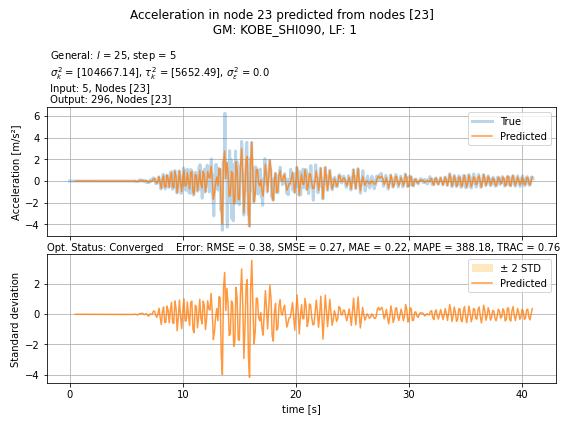 Acceleration in node 23 predicted from nodes [23]
GM: KOBE_SHI090, LF: 1
General: l = 25, step = 5
σ²ₖ = [104667.14], τ²ₖ = [5652.49], σ²ₑ = 0.0
Input: 5, Nodes [23]
Output: 296, Nodes [23]
Acceleration [m/s²]
6
4
2
0
−2
−4
True
Predicted
Opt. Status: Converged Error: RMSE = 0.38, SMSE = 0.27, MAE = 0.22, MAPE = 388.18, TRAC = 0.76
Standard deviation
2
0
−2
−4
± 2 STD
Predicted
0 10 20 30 40
time [s]